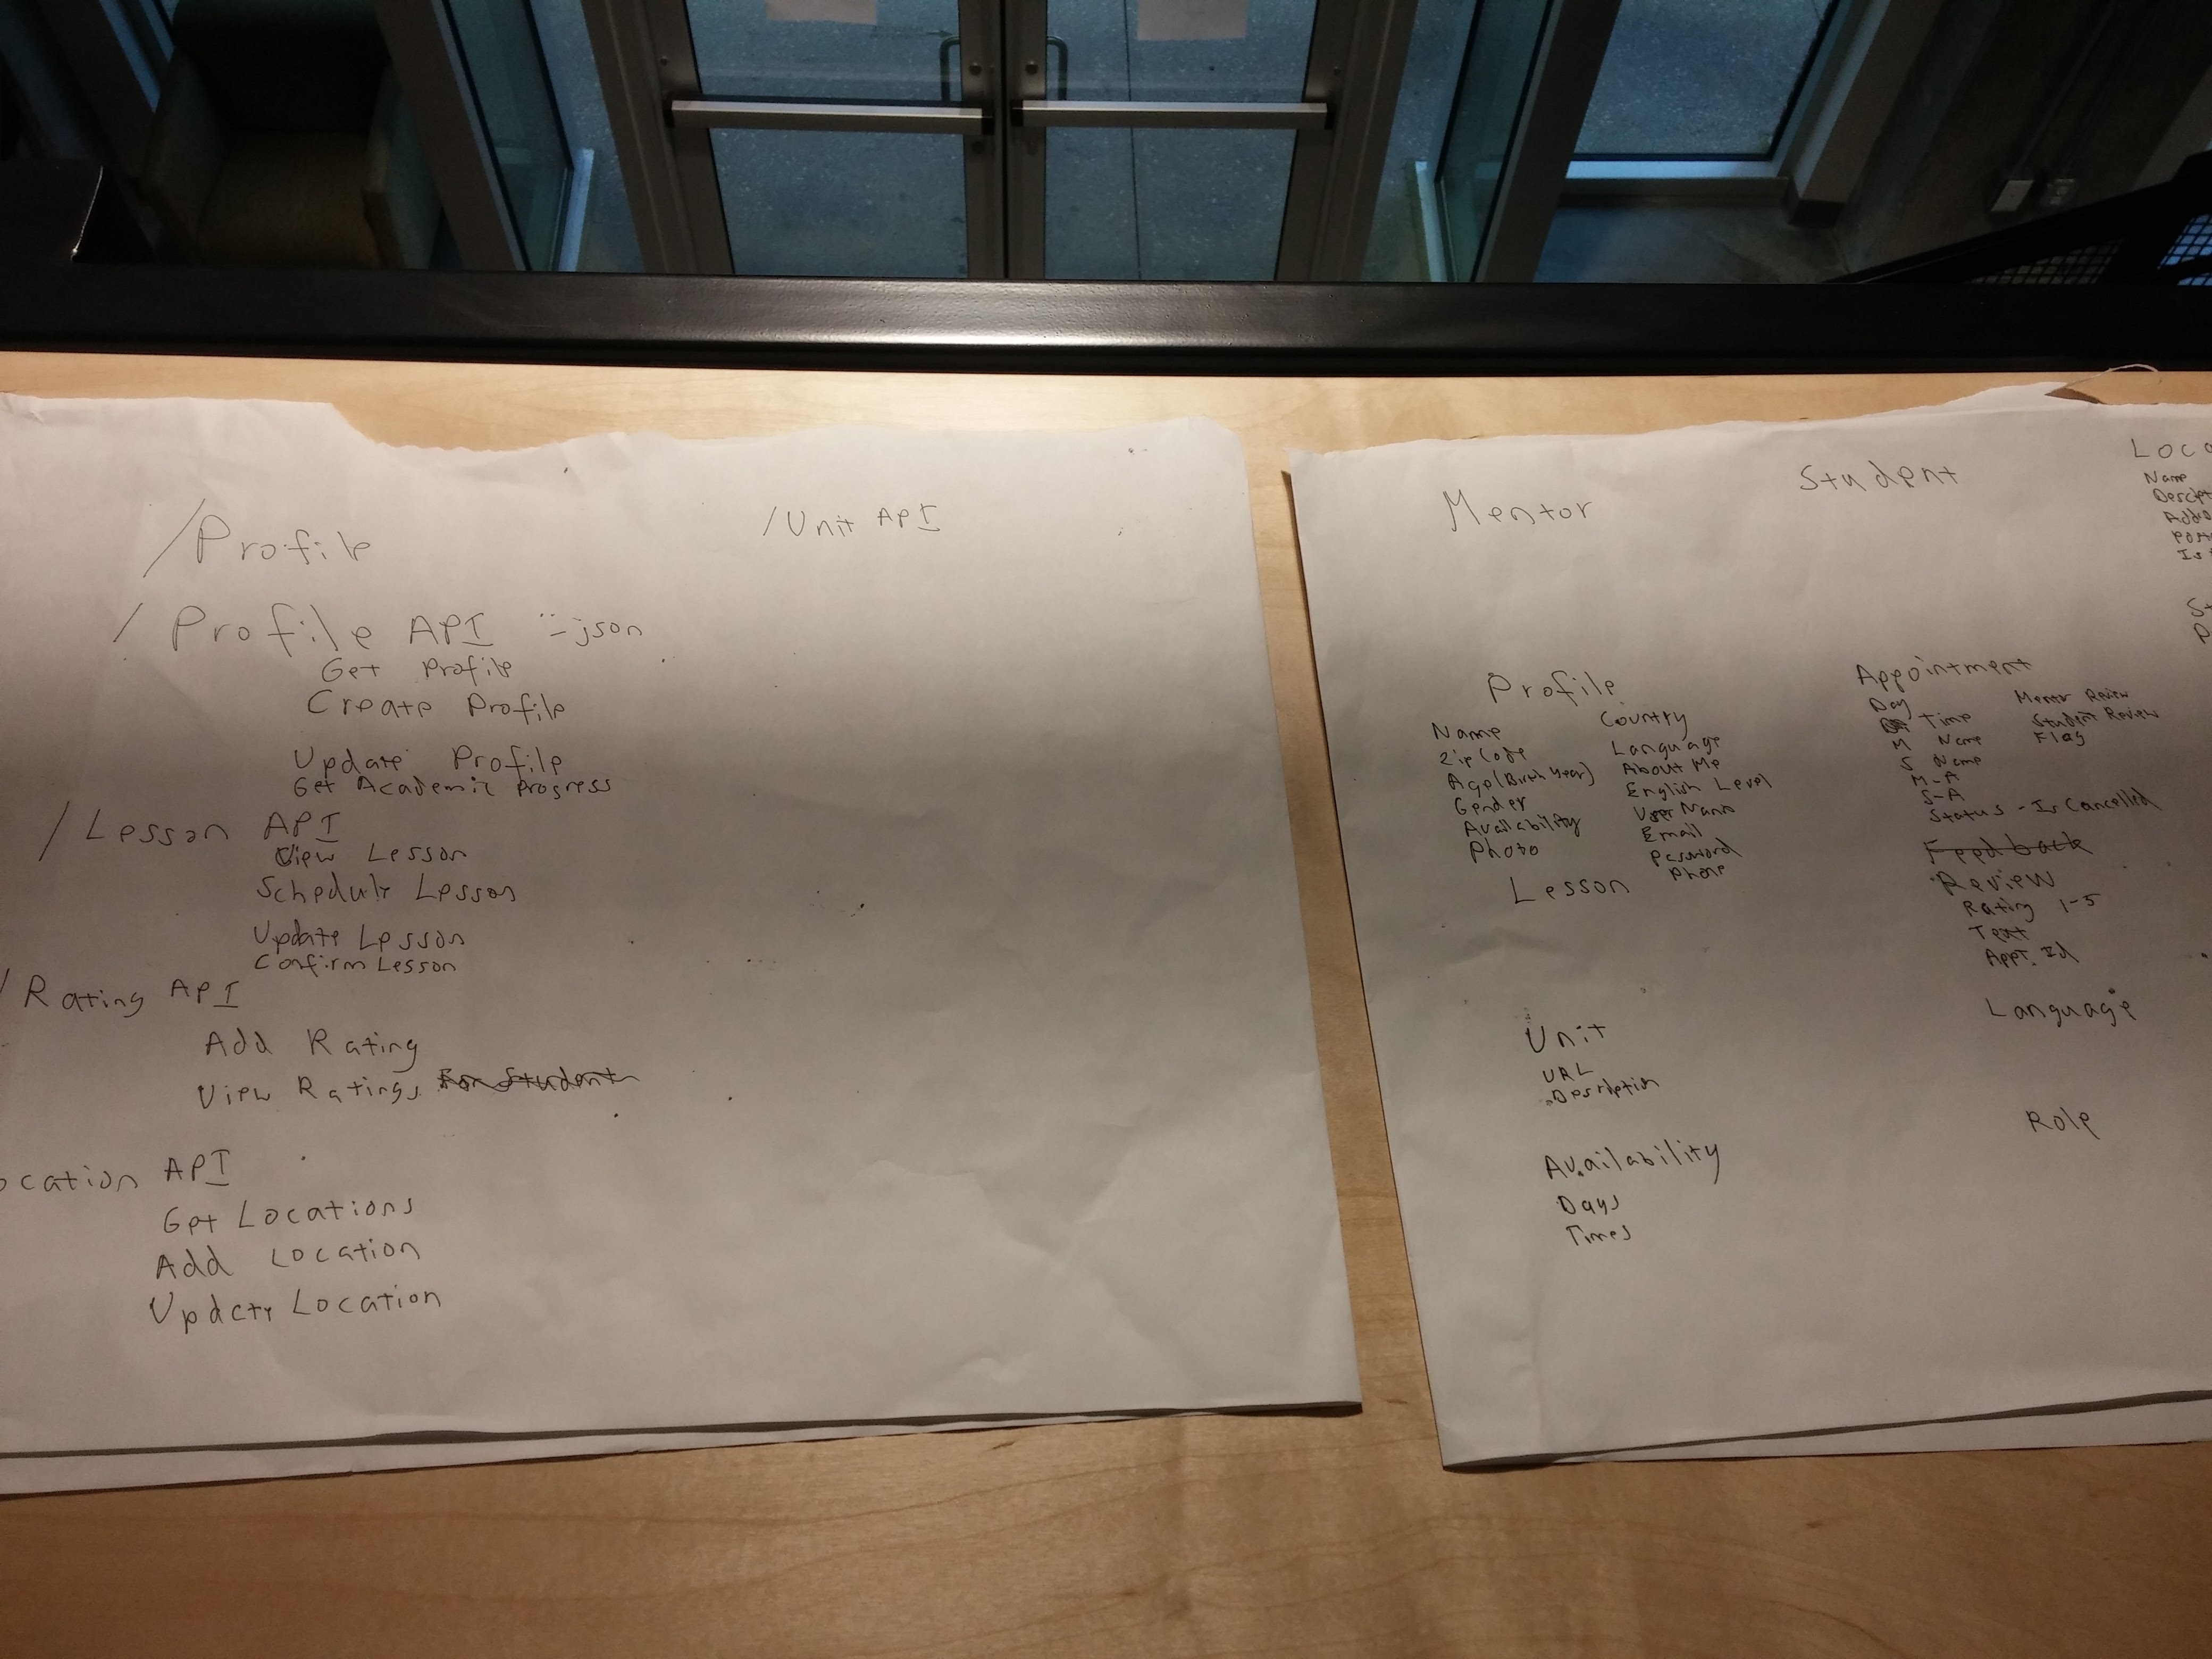 /Profile
/Unit API
/ Profile API :-json
Get Profile
Create Profile
Update Profile
Get Academic Progress
/ Lesson API
View Lesson
Schedule Lesson
Update Lesson
Confirm Lesson
/ Rating API
Add Rating
View Ratings For Student
ocation API
Get Locations
Add Location
Update Location
Mentor
Student
Profile
Name
Zip Code
Age (Birth Year)
Gender
Availability
Photo
Country
Language
About Me
English Level
User Name
Email
Password
Phone
Lesson
Unit
URL
Description
Availability
Days
Times
Appointment
Day
Time
M Name
S Name
M-A
S-A
Status - Is Cancelled
Mentor Review
Student Review
Flag
Feedback
Review
Rating 1-5
Text
Appt. Id
Language
Role
Loca
Name
Is